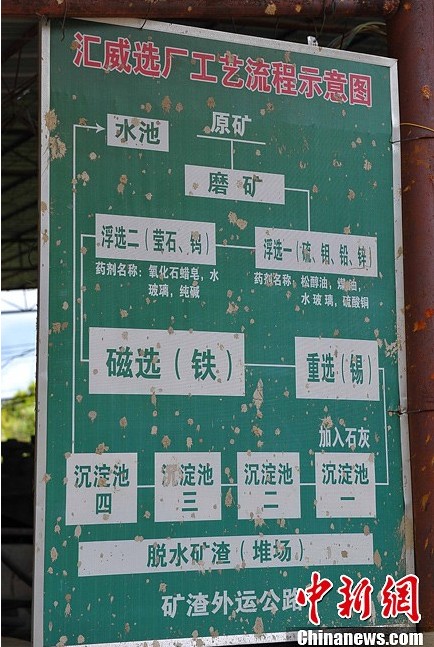 汇威选厂工艺流程示意图
水池
原矿
磨矿
浮选二(莹石、钨)
浮选一(硫、钼、铅、锌)
药剂名称:氧化石蜡皂,水
玻璃,纯碱
药剂名称:松醇油,煤油,
水玻璃,硫酸铜
磁选(铁)
重选(锡)
加入石灰
沉淀池
四
沉淀池
三
沉淀池
二
沉淀池
一
脱水矿渣(堆场)
矿渣外运公路
中新网
Chinanews.com